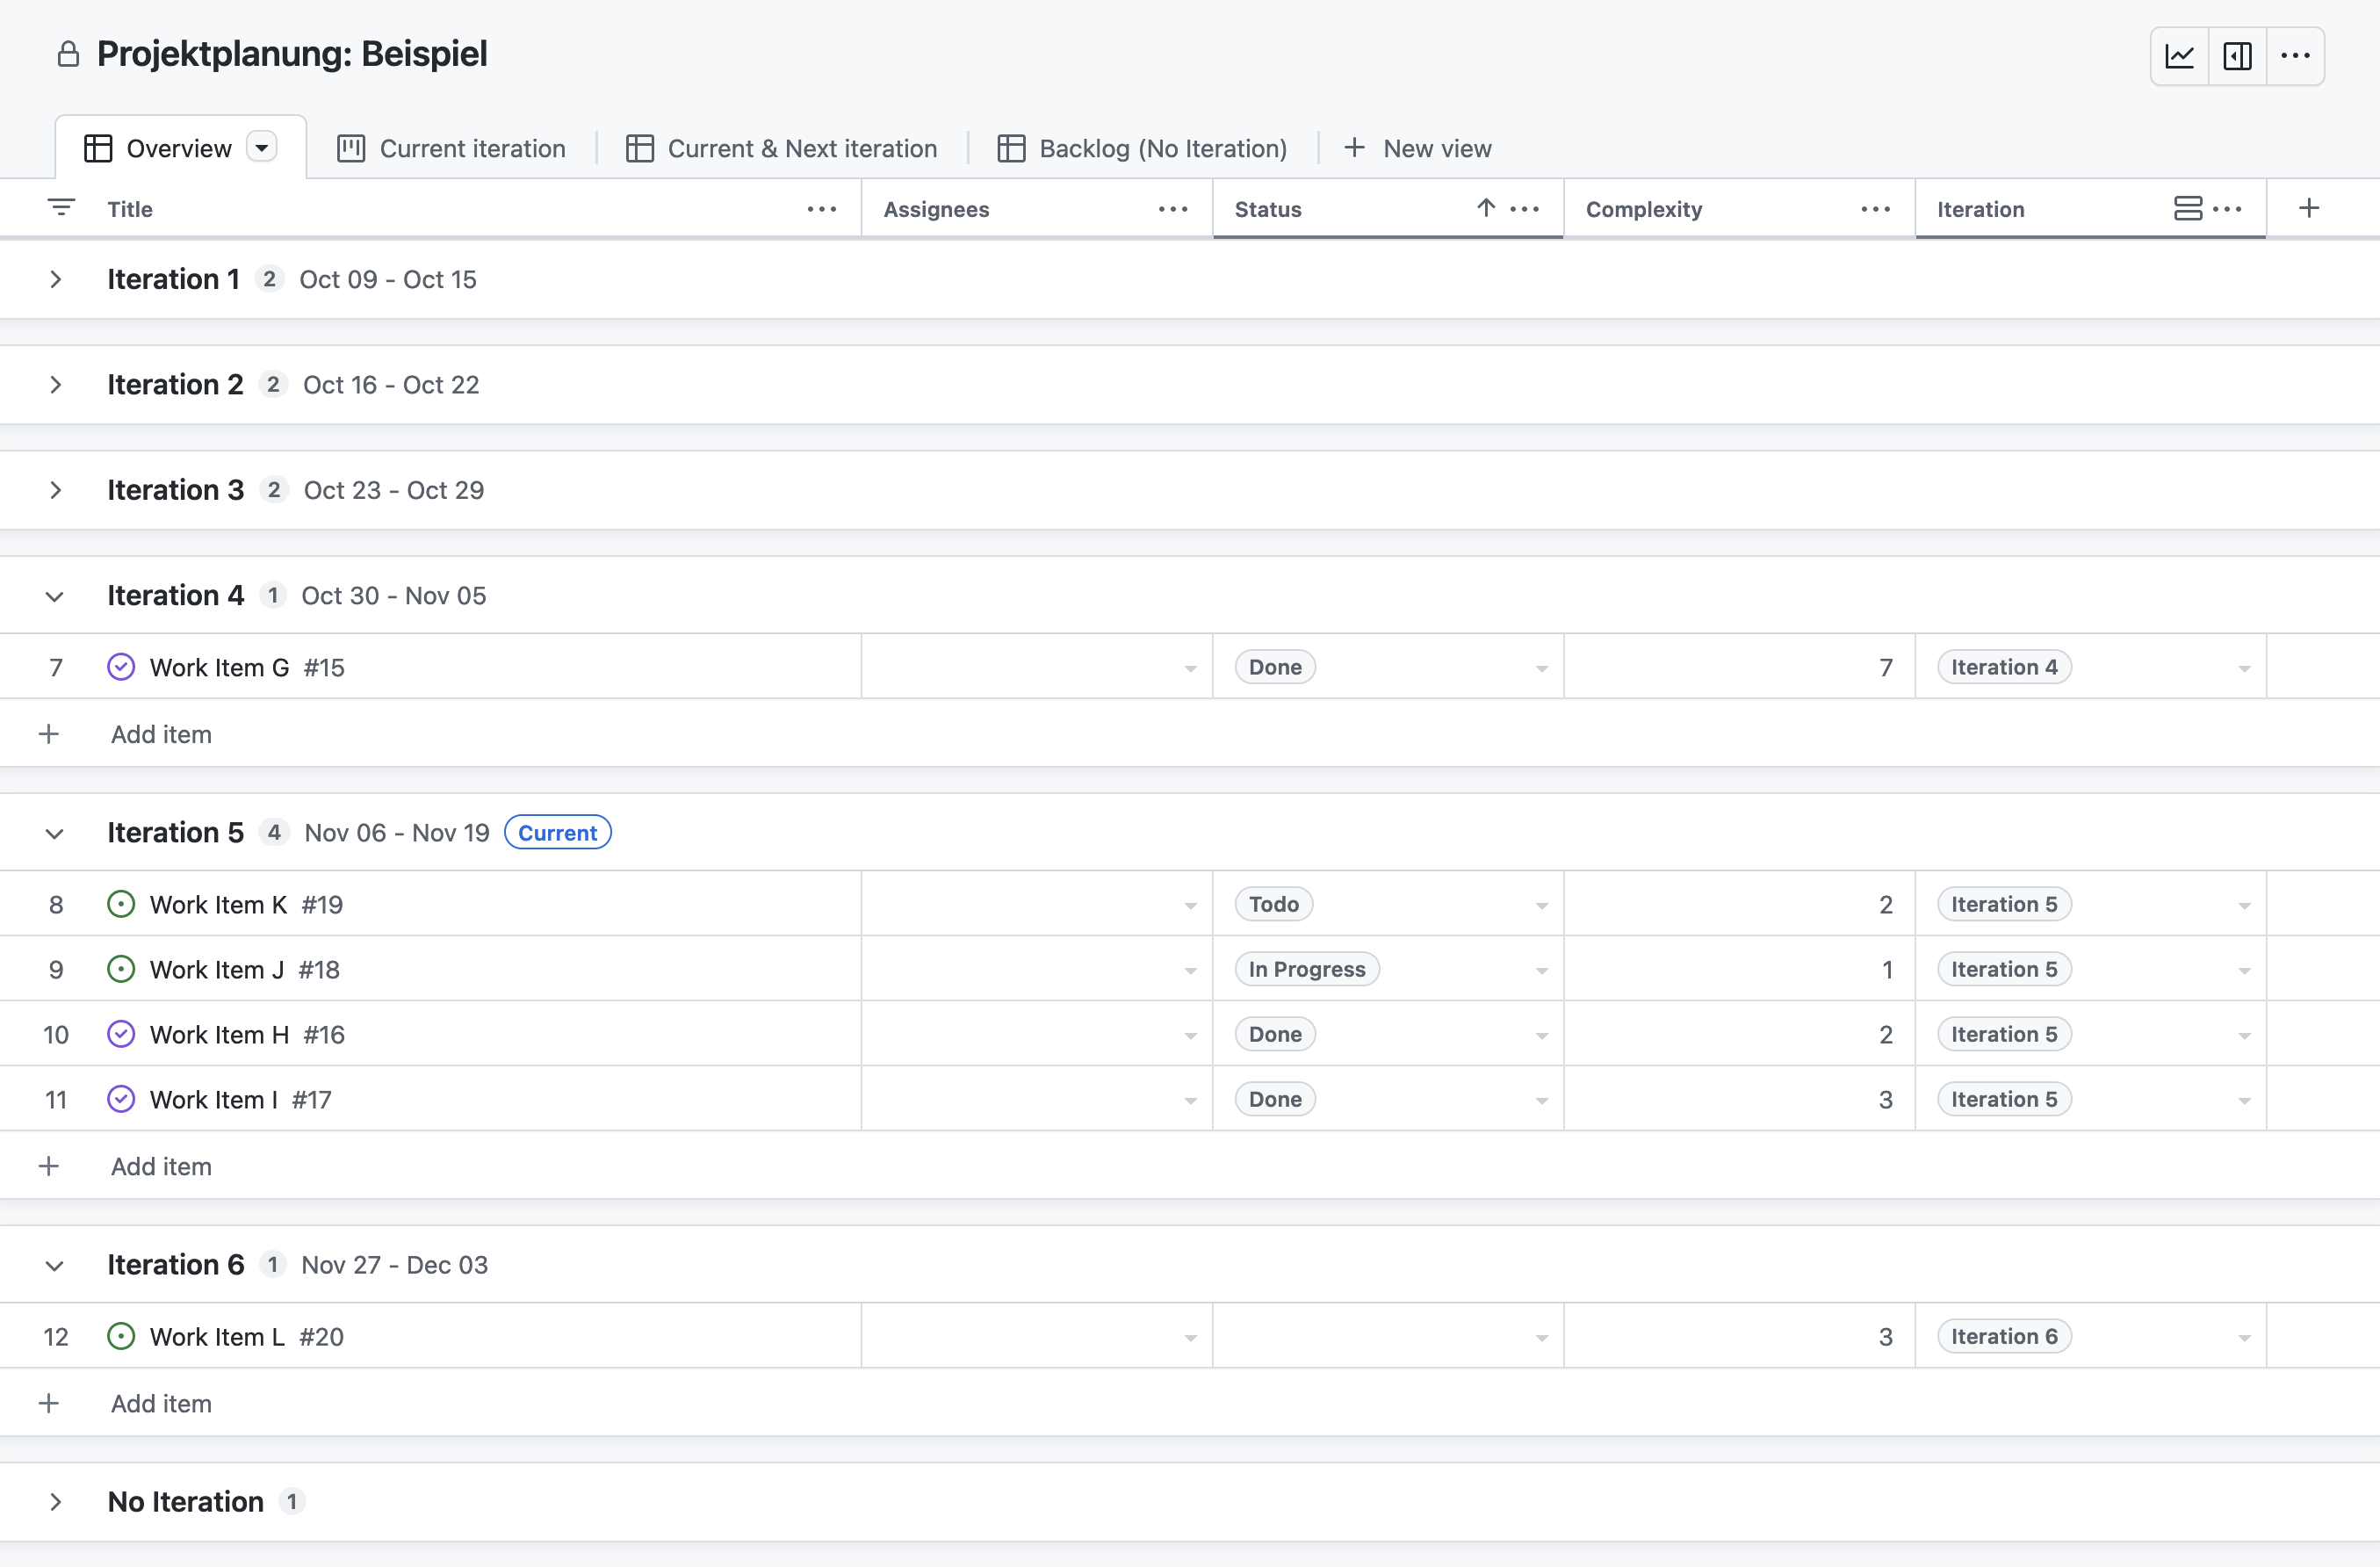 Projektplanung: Beispiel
Overview Current iteration Current & Next iteration Backlog (No Iteration) New view
Title Assignees Status Complexity Iteration
Iteration 1 2 Oct 09 - Oct 15
Iteration 2 2 Oct 16 - Oct 22
Iteration 3 2 Oct 23 - Oct 29
Iteration 4 1 Oct 30 - Nov 05
7 Work Item G #15 Done 7 Iteration 4
Add item
Iteration 5 4 Nov 06 - Nov 19 Current
8 Work Item K #19 Todo 2 Iteration 5
9 Work Item J #18 In Progress 1 Iteration 5
10 Work Item H #16 Done 2 Iteration 5
11 Work Item I #17 Done 3 Iteration 5
Add item
Iteration 6 1 Nov 27 - Dec 03
12 Work Item L #20 3 Iteration 6
Add item
No Iteration 1